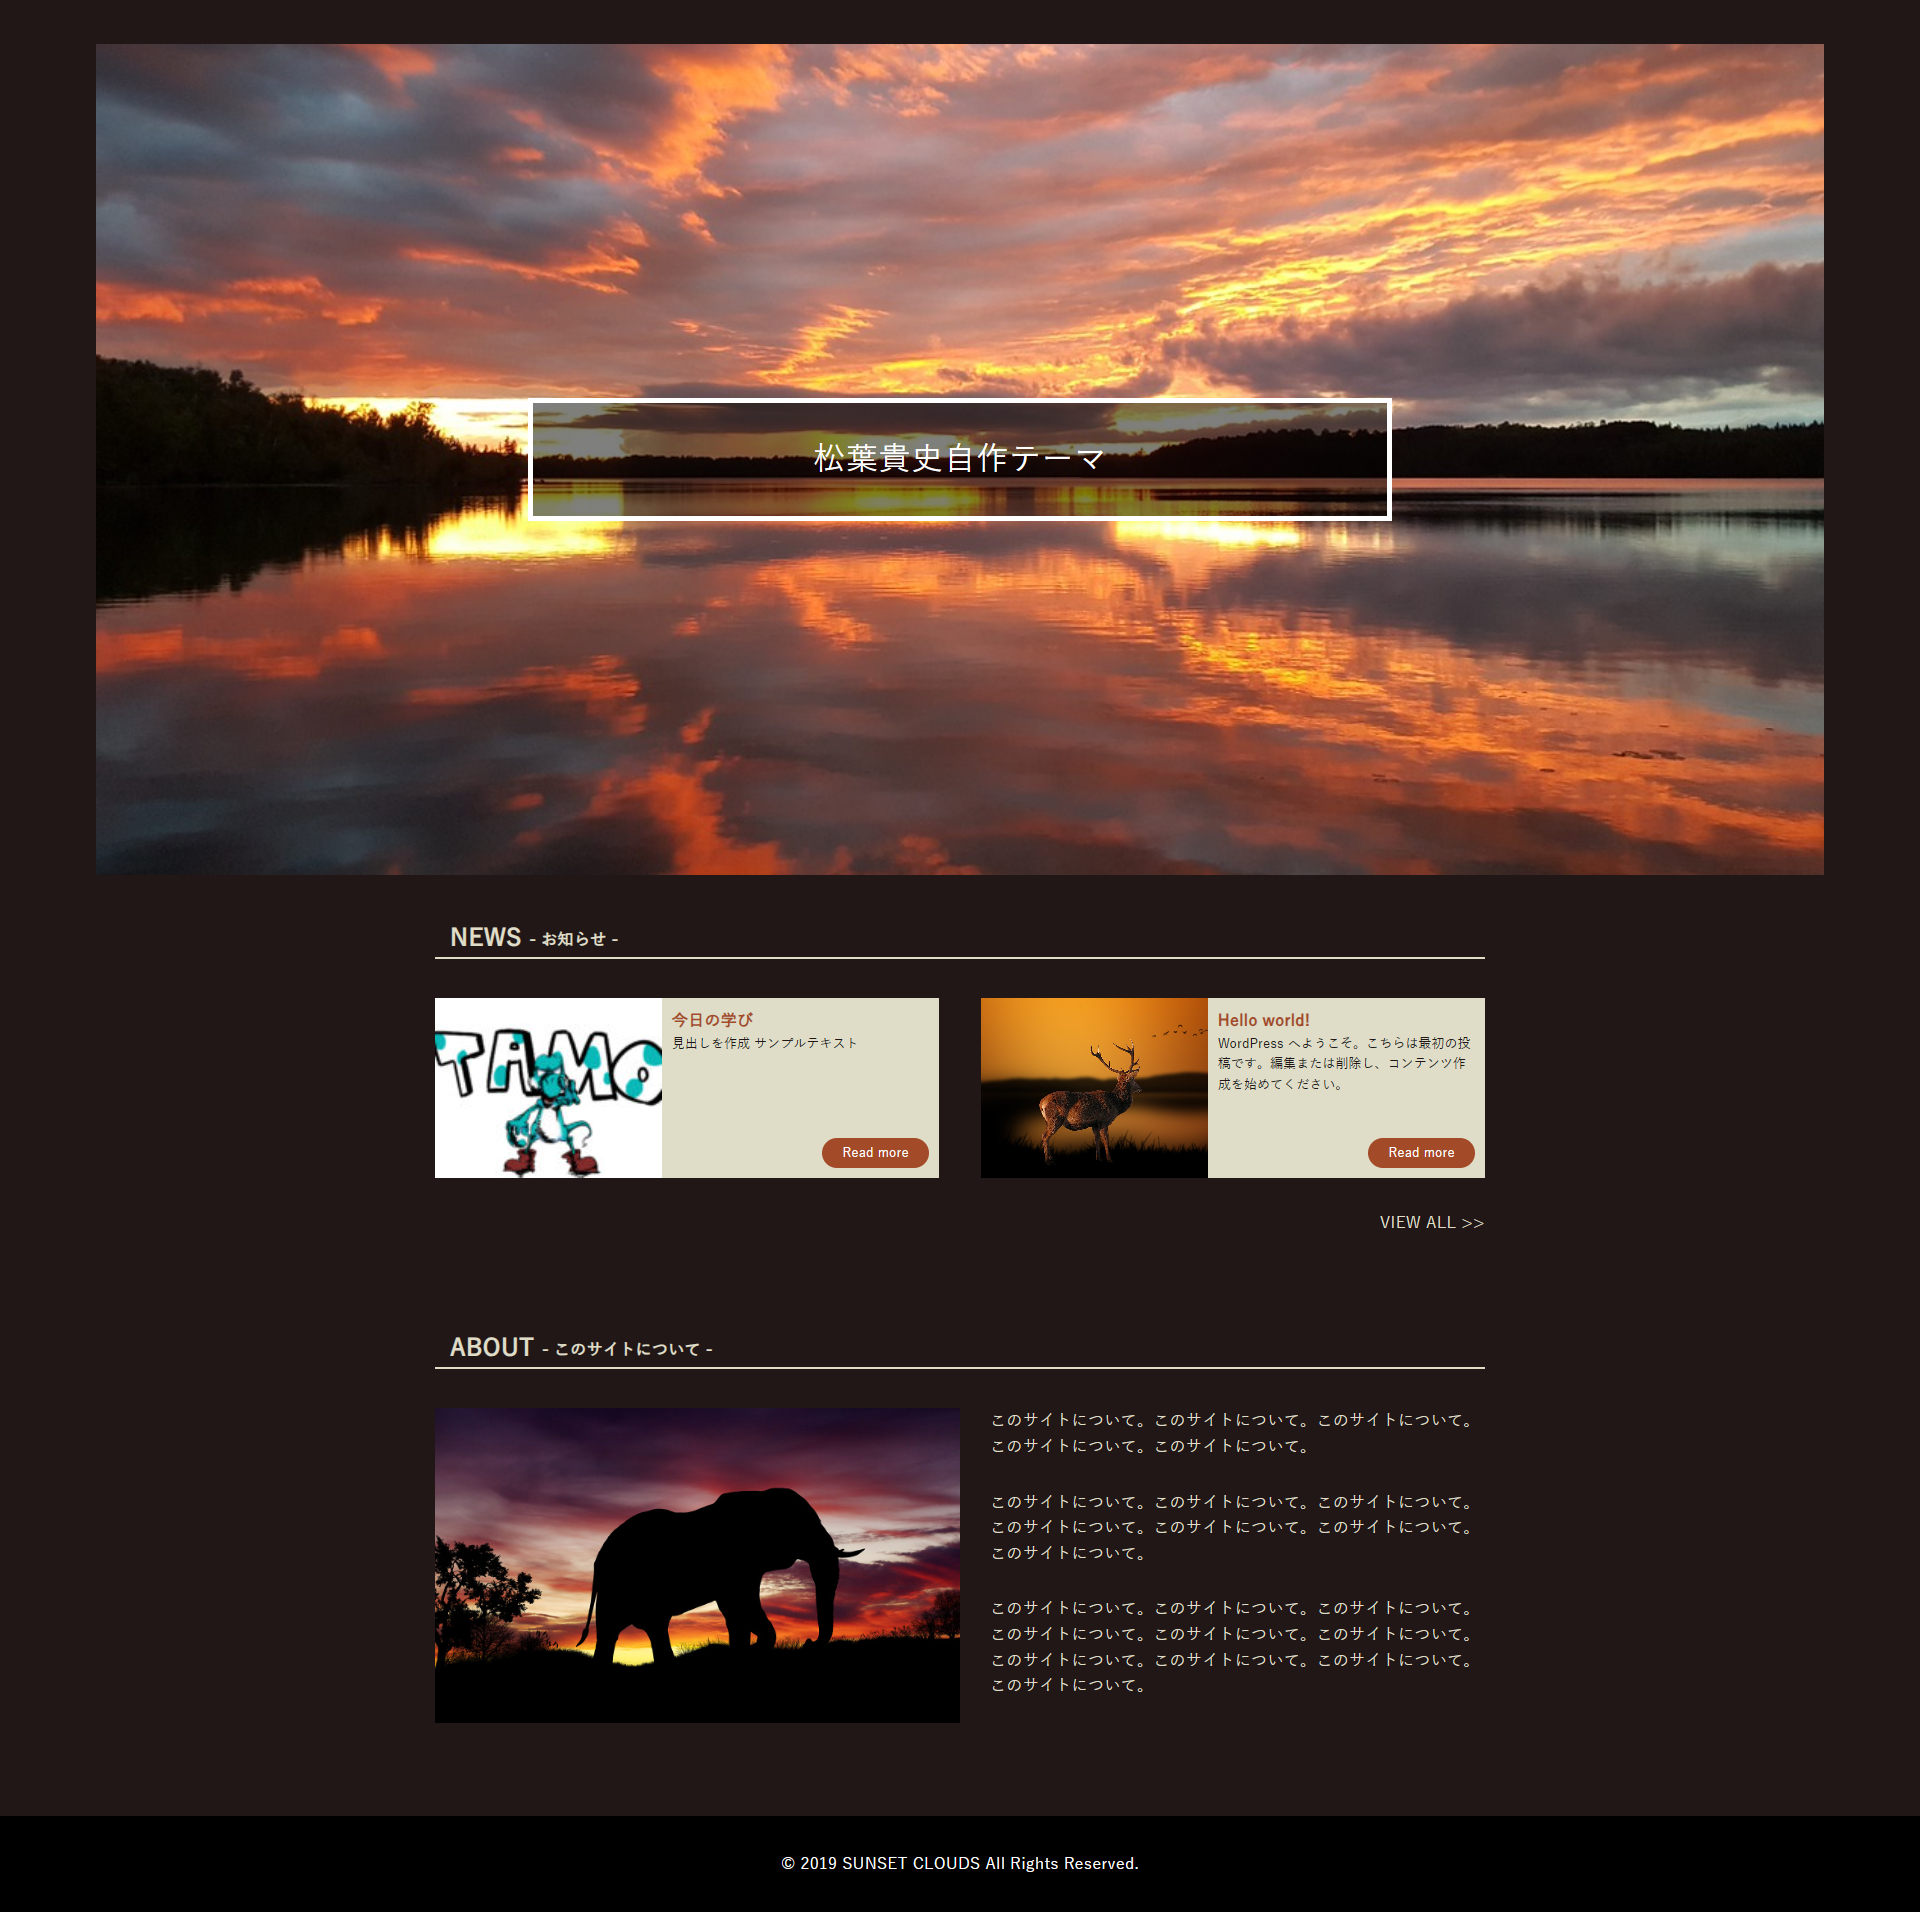 松葉貴史自作テーマ
NEWS - お知らせ -
TAMO
今日の学び
見出しを作成 サンプルテキスト
Read more
Hello world!
WordPress へようこそ。こちらは最初の投
稿です。編集または削除し、コンテンツ作
成を始めてください。
Read more
VIEW ALL >>
ABOUT - このサイトについて -
このサイトについて。このサイトについて。このサイトについて。
このサイトについて。このサイトについて。
このサイトについて。このサイトについて。このサイトについて。
このサイトについて。このサイトについて。このサイトについて。
このサイトについて。
このサイトについて。このサイトについて。このサイトについて。
このサイトについて。このサイトについて。このサイトについて。
このサイトについて。このサイトについて。このサイトについて。
このサイトについて。
© 2019 SUNSET CLOUDS All Rights Reserved.